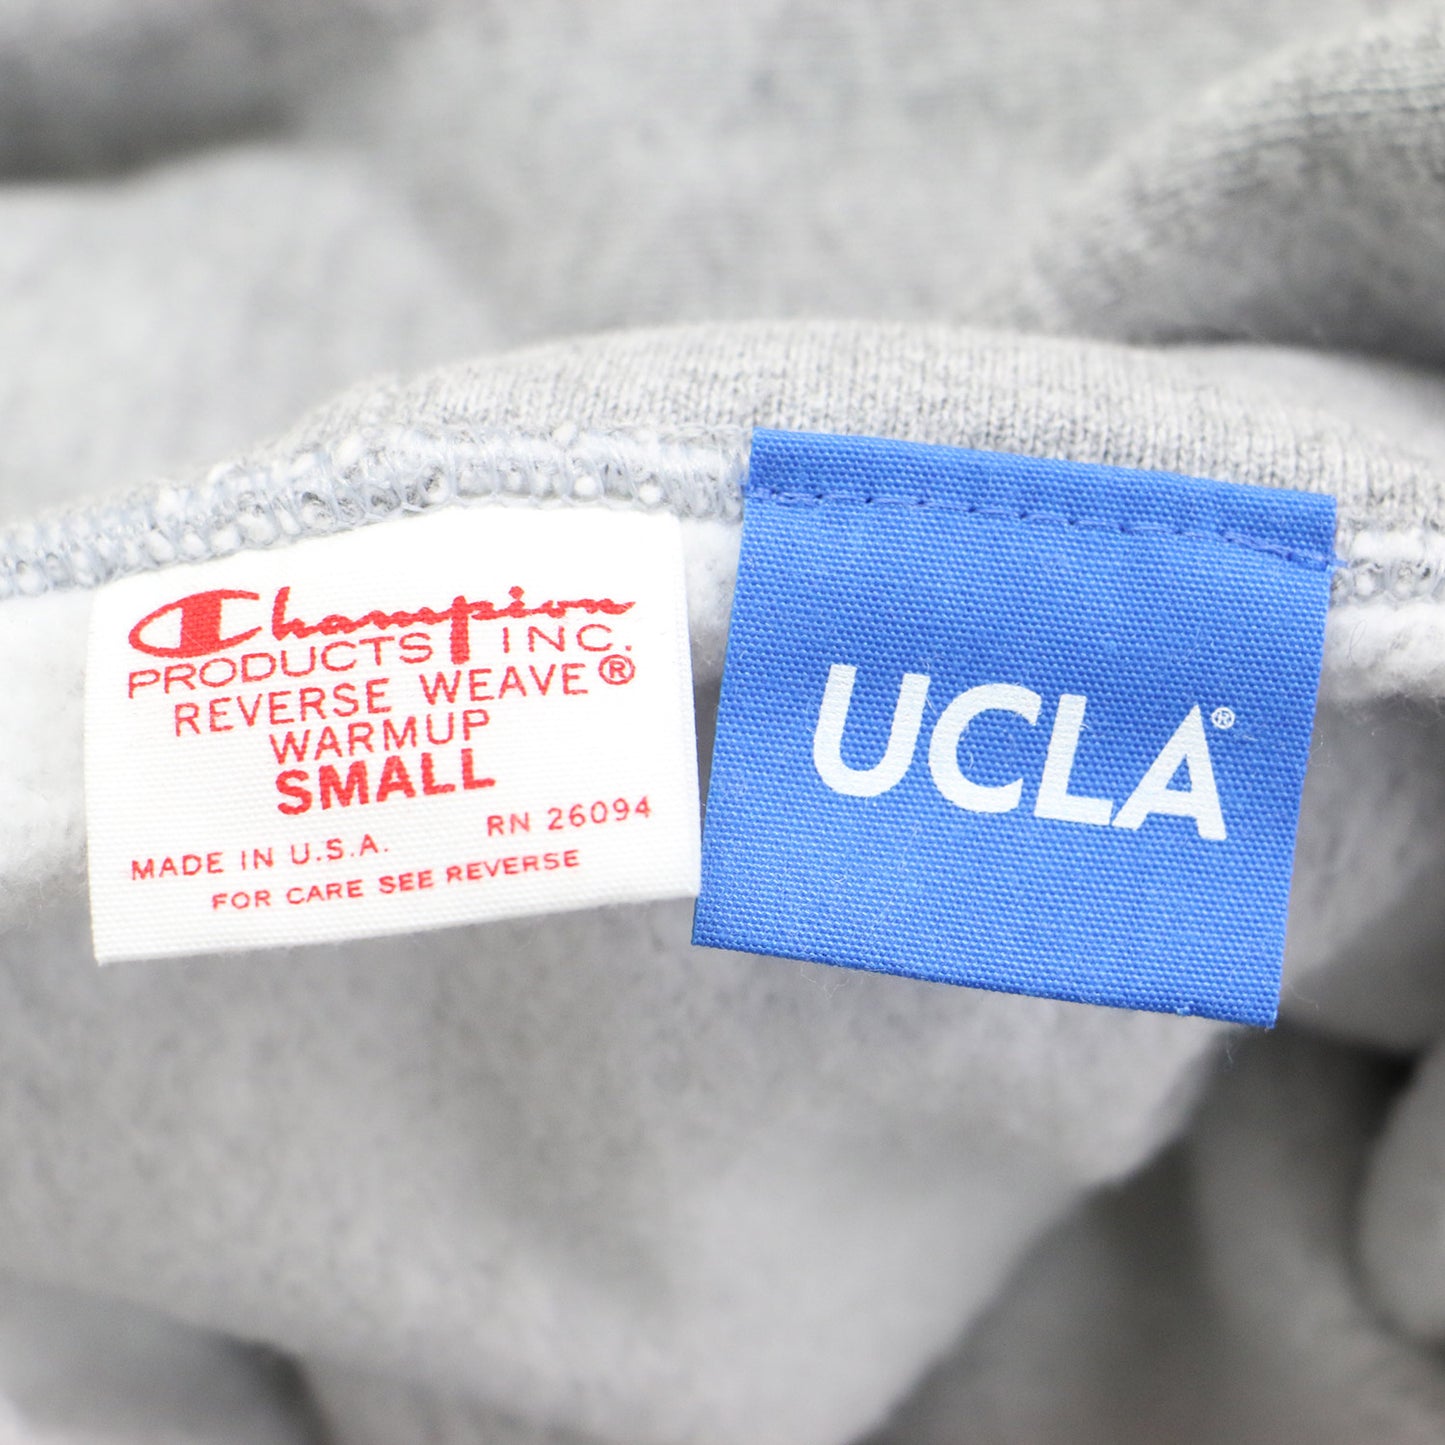 Champion
PRODUCTS INC.
REVERSE WEAVE®
WARMUP
SMALL
RN 26094
MADE IN U.S.A.
FOR CARE SEE REVERSE
UCLA®